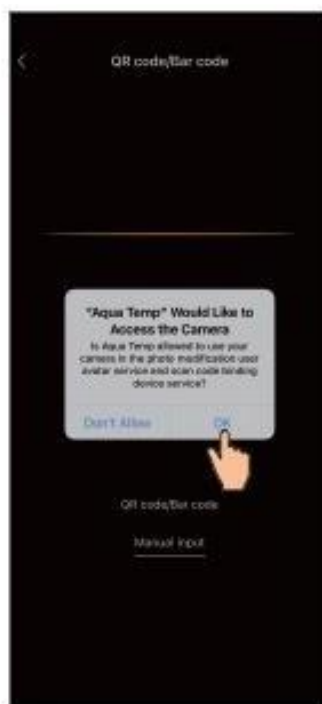 QR code/Bar code
"Aqua Temp" Would Like to
Access the Camera
Is Aqua Temp allowed to use your
camera in the photo modification user
avatar service and scan code binding
device service?
Don't Allow
OK
QR code/Bar code
Manual input